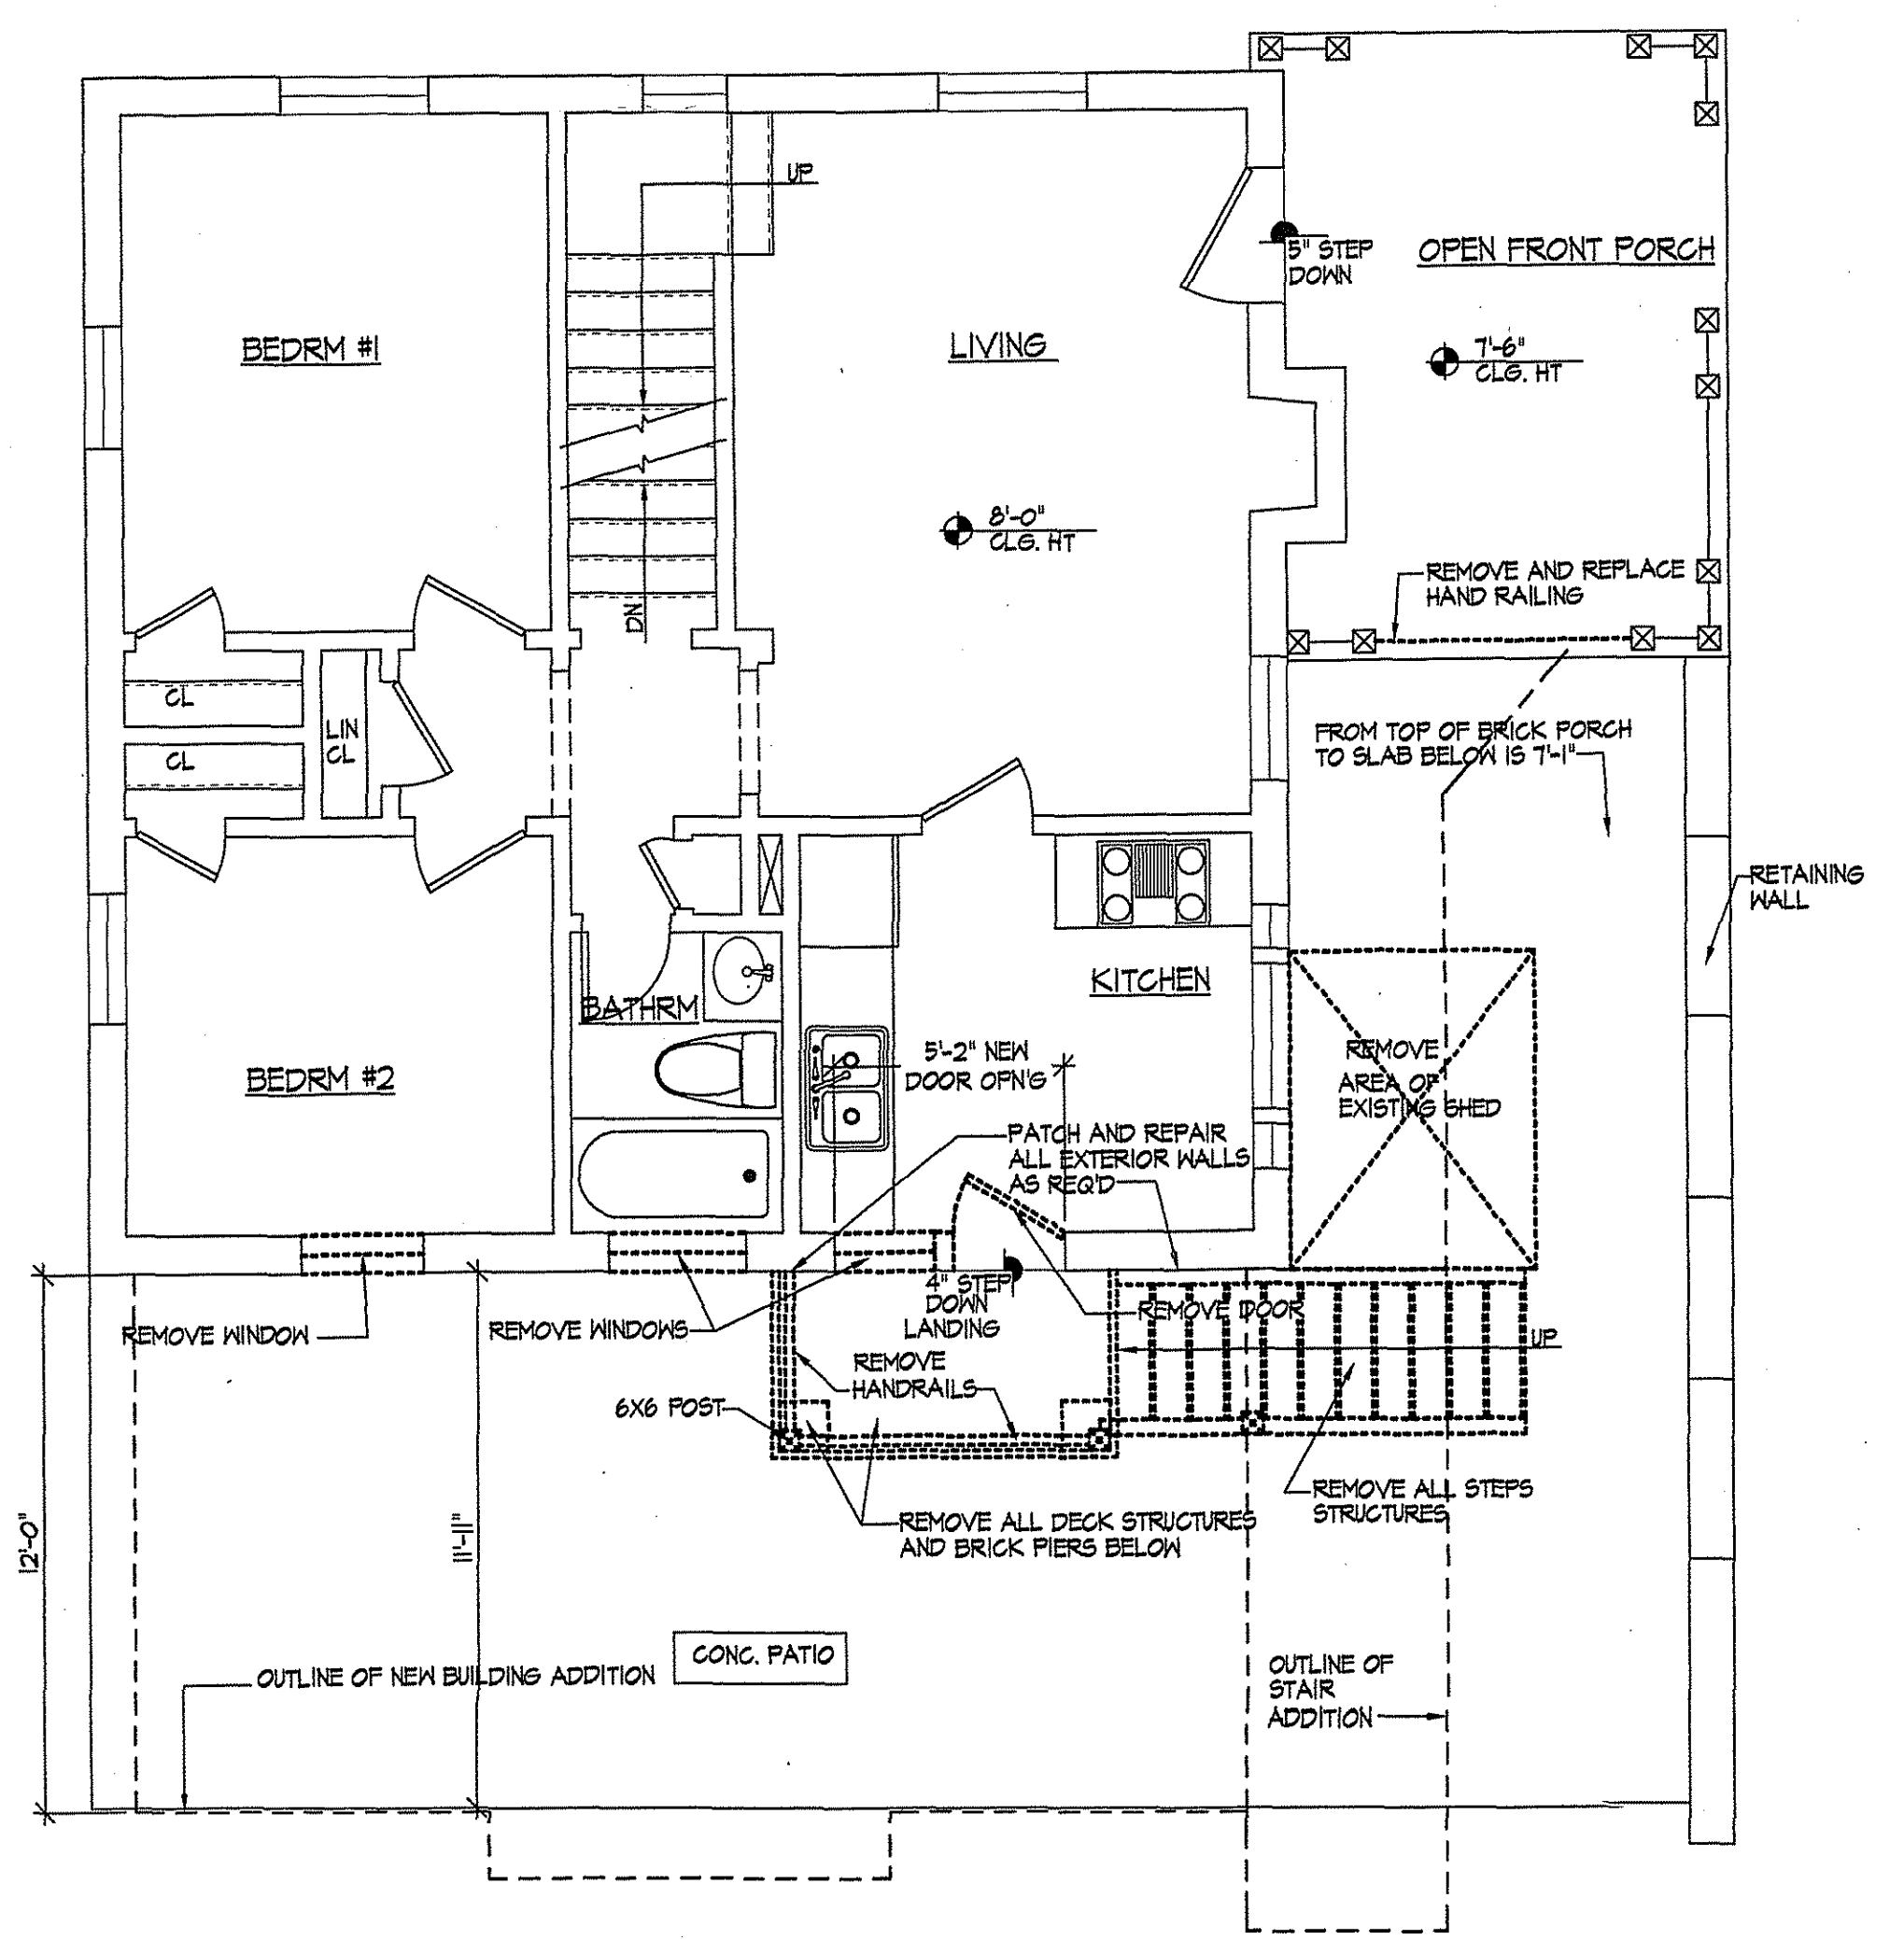 UP
5" STEP
DOWN
OPEN FRONT PORCH
BEDRM #1
LIVING
7'-6"
CLG. HT
8'-0"
CLG. HT
REMOVE AND REPLACE
HAND RAILING
DN
CL
LIN
CL
CL
FROM TOP OF BRICK PORCH
TO SLAB BELOW IS 7'-1"
RETAINING
WALL
KITCHEN
BATHRM
BEDRM #2
5'-2" NEW
DOOR OPN'G
REMOVE
AREA OF
EXISTING SHED
PATCH AND REPAIR
ALL EXTERIOR WALLS
AS REQ'D
4" STEP
DOWN
LANDING
REMOVE DOOR
REMOVE WINDOW
REMOVE WINDOWS
UP
REMOVE
HANDRAILS
6X6 POST
REMOVE ALL STEPS
STRUCTURES
REMOVE ALL DECK STRUCTURES
AND BRICK PIERS BELOW
12'-0"
11'-11"
CONC. PATIO
OUTLINE OF NEW BUILDING ADDITION
OUTLINE OF
STAIR
ADDITION